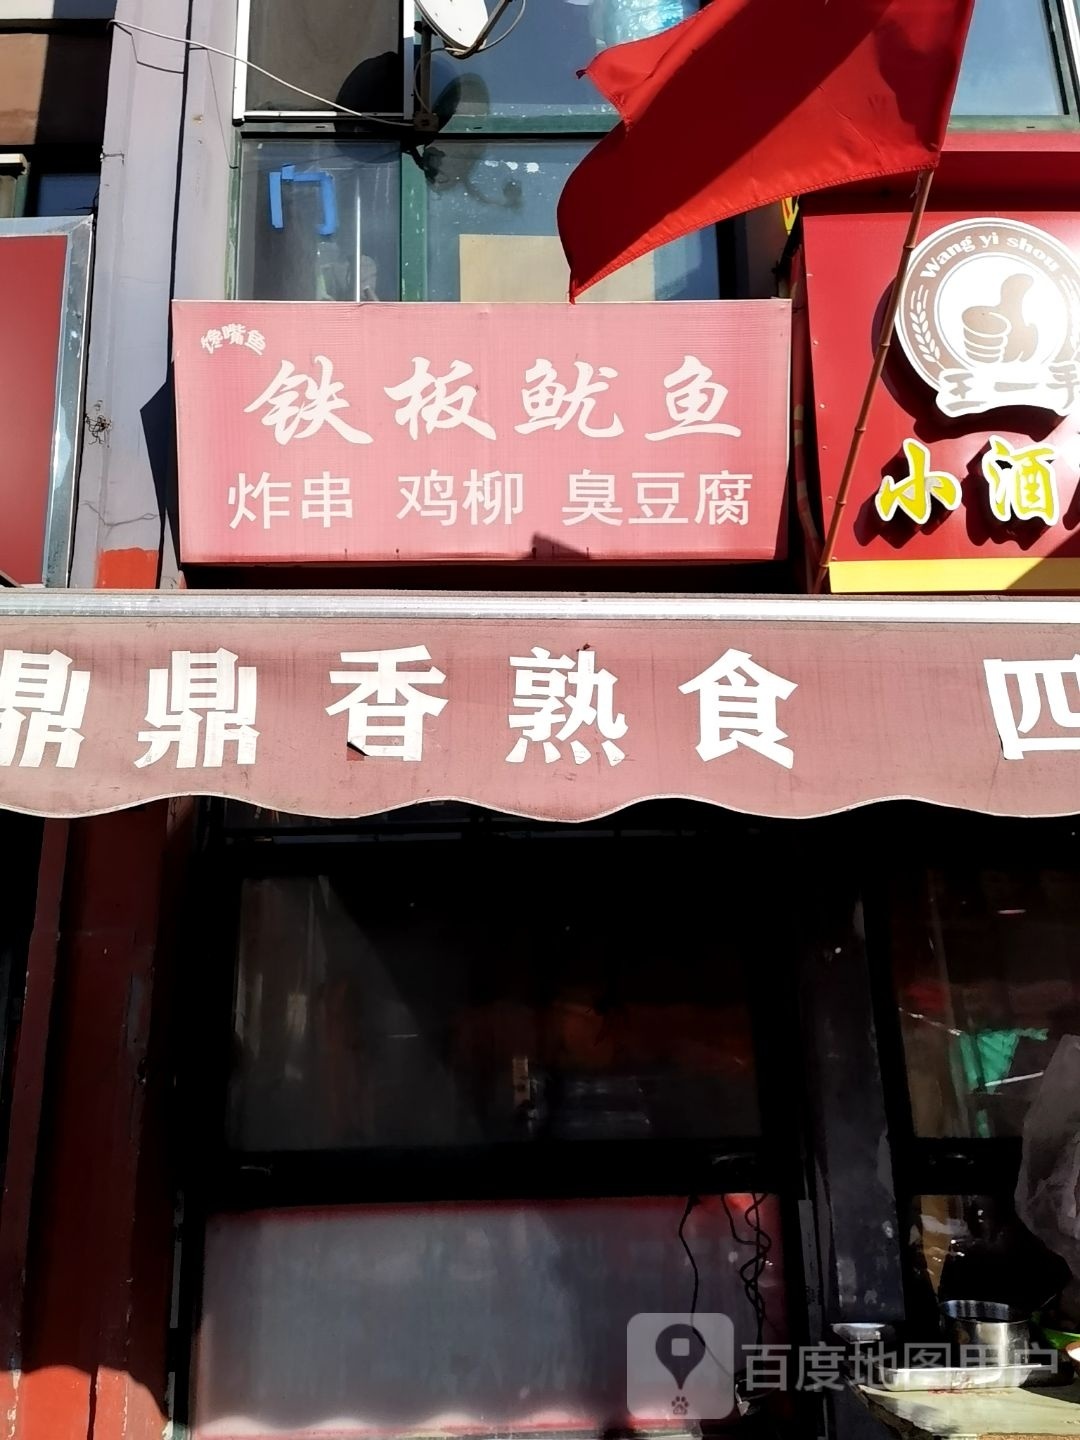 门
Wang yi shou
王一手
小酒
馋嘴鱼
铁板鱿鱼
炸串 鸡柳 臭豆腐
鼎鼎香熟食 四
百度地图用户